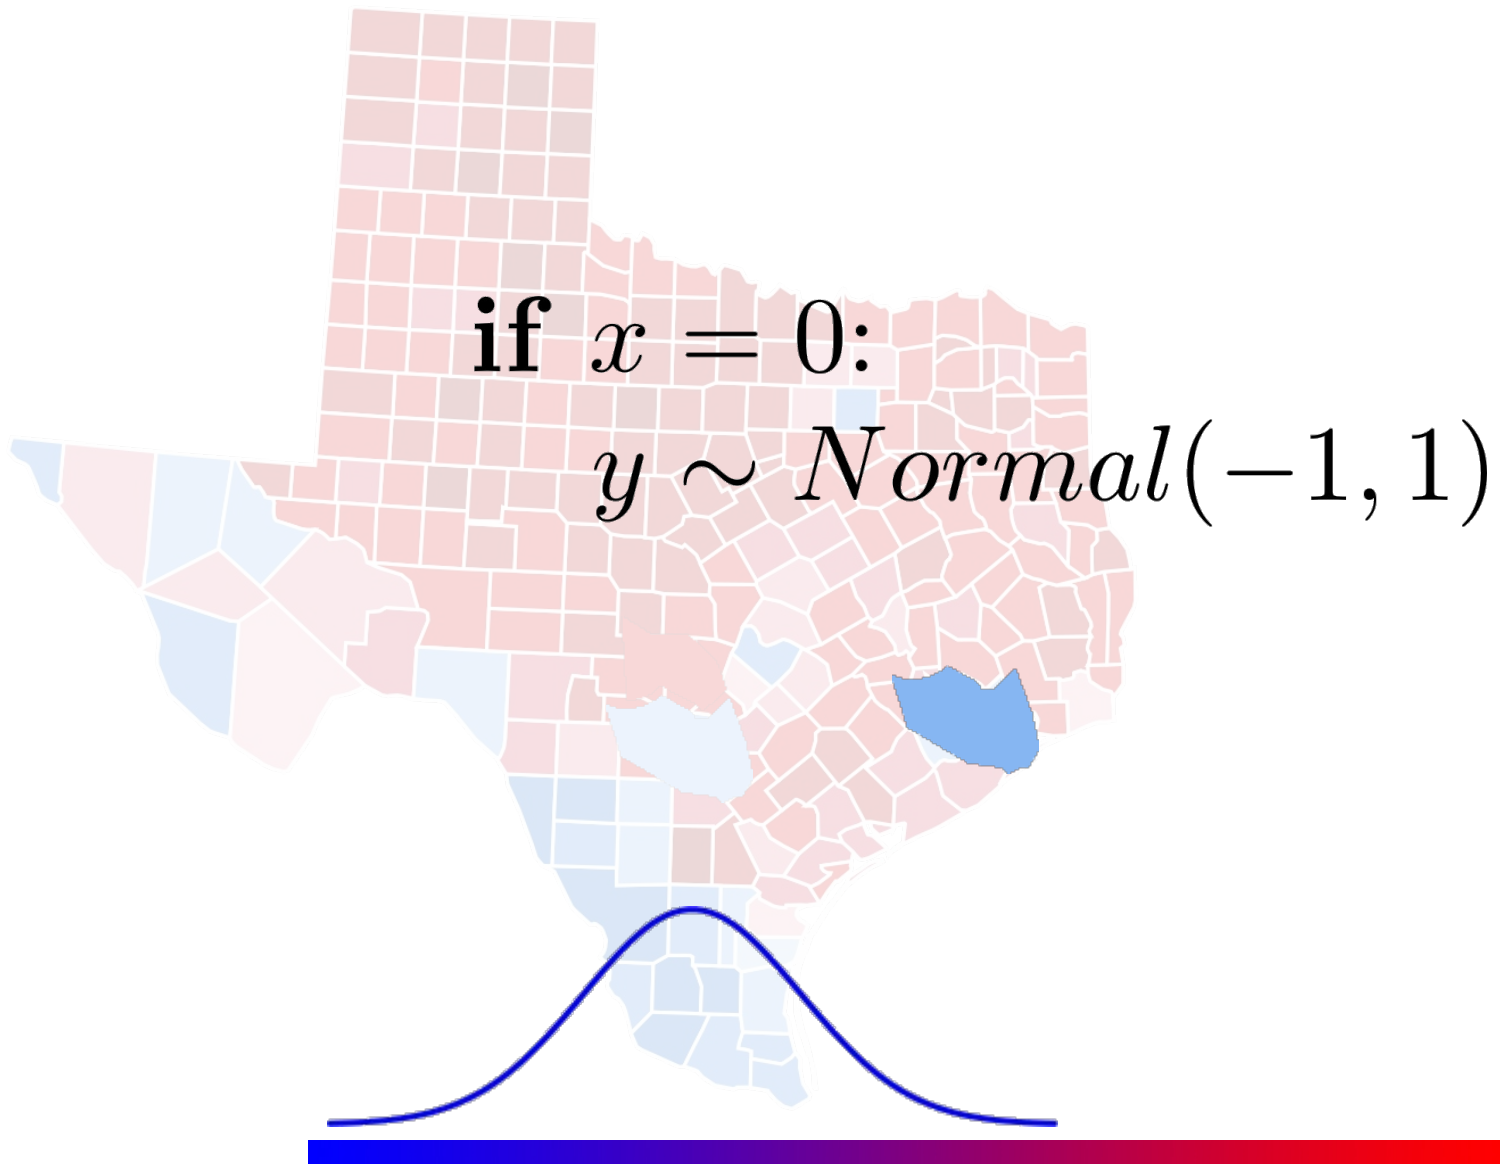 if x = 0:
y ∼ Normal(−1, 1)